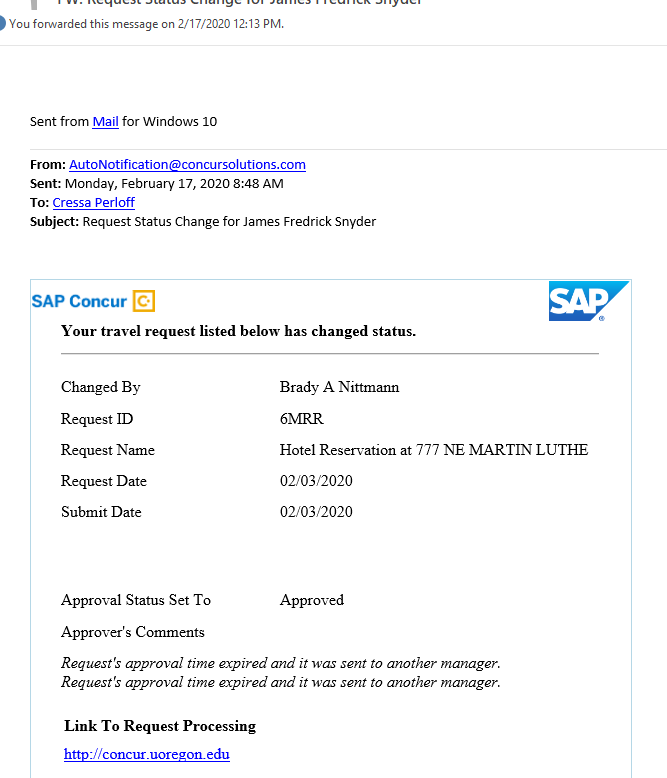 FW: Request Status Change for James Fredrick Snyder
You forwarded this message on 2/17/2020 12:13 PM.
Sent from Mail for Windows 10
From: AutoNotification@concursolutions.com
Sent: Monday, February 17, 2020 8:48 AM
To: Cressa Perloff
Subject: Request Status Change for James Fredrick Snyder
SAP Concur C
SAP ®
Your travel request listed below has changed status.
Changed By Brady A Nittmann
Request ID 6MRR
Request Name Hotel Reservation at 777 NE MARTIN LUTHE
Request Date 02/03/2020
Submit Date 02/03/2020
Approval Status Set To Approved
Approver's Comments
Request's approval time expired and it was sent to another manager.
Request's approval time expired and it was sent to another manager.
Link To Request Processing
http://concur.uoregon.edu